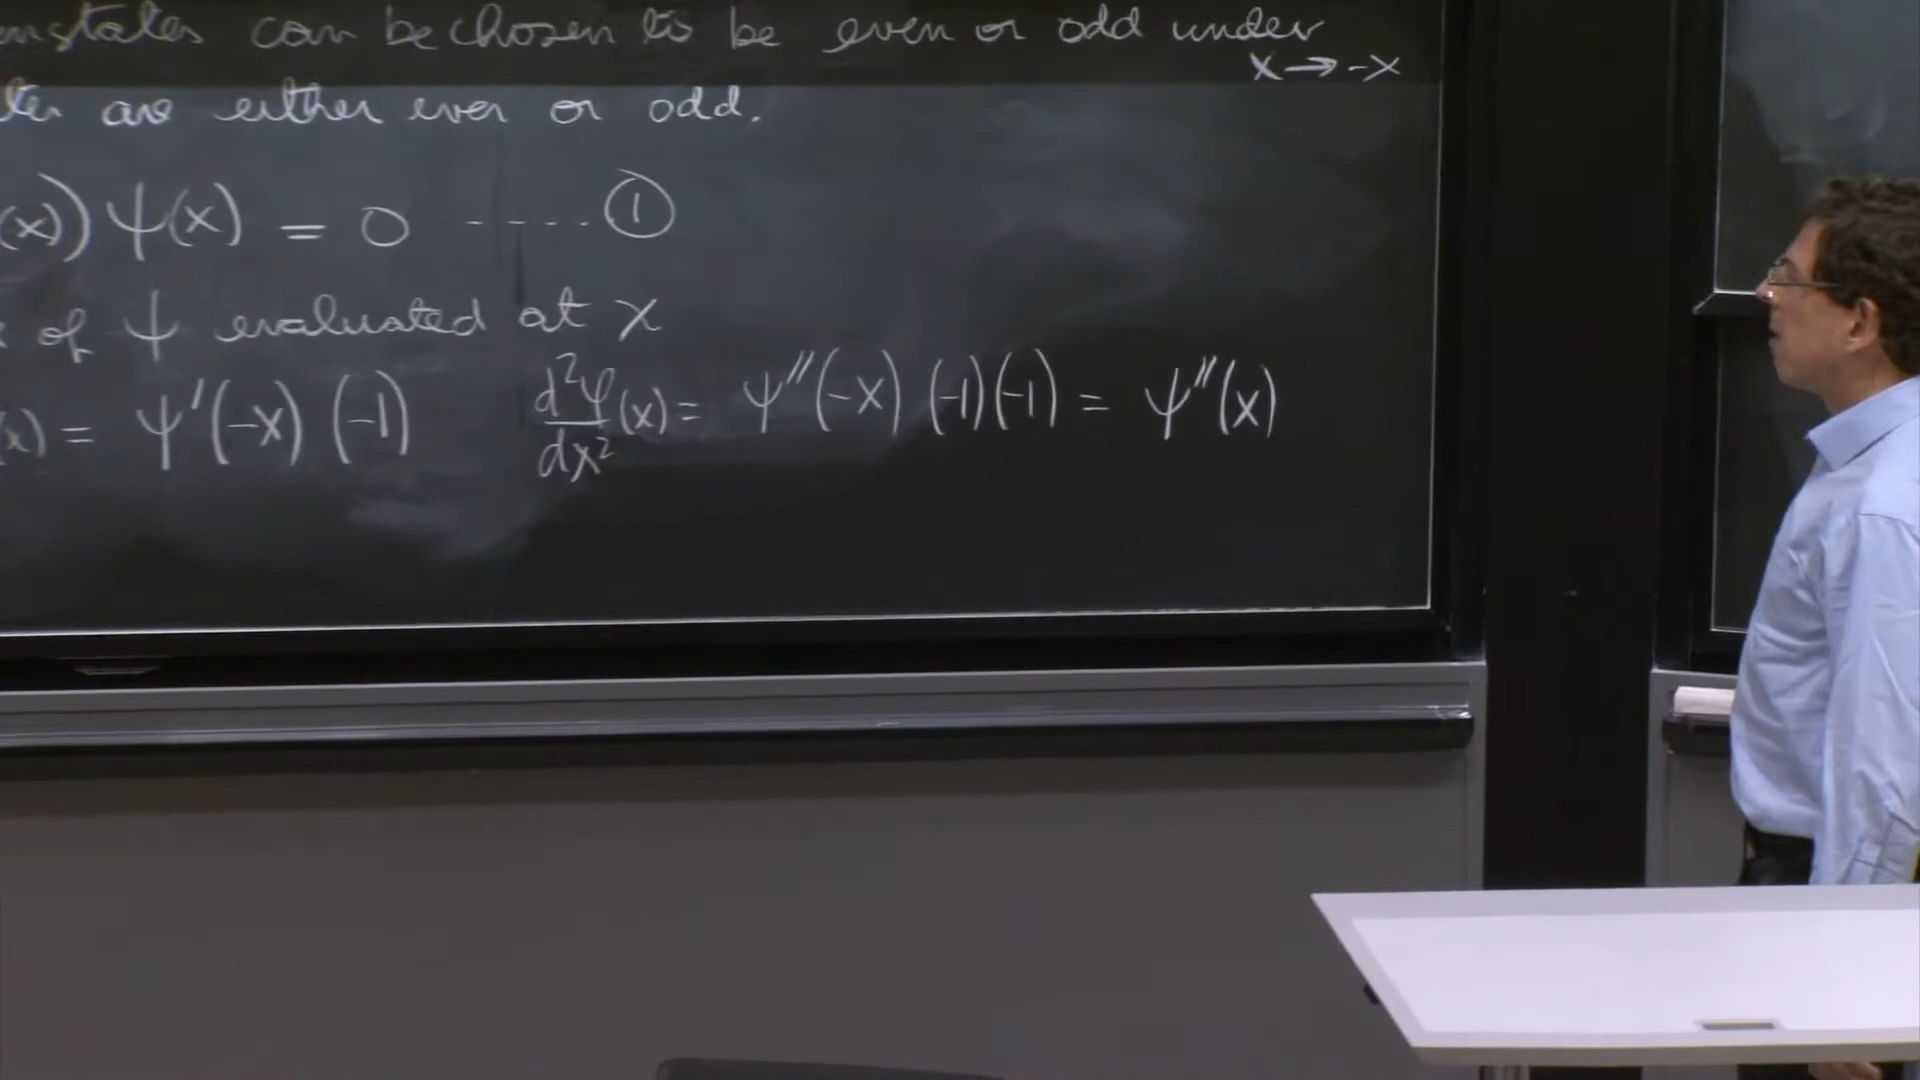 can be chosen to be even or odd under
x → -x
are either even or odd.
(x)) ψ(x) = 0 ----- ①
of ψ evaluated at x
(x) = ψ'(-x) (-1)    d²φ/dx² (x) = ψ''(-x) (-1)(-1) = ψ''(x)